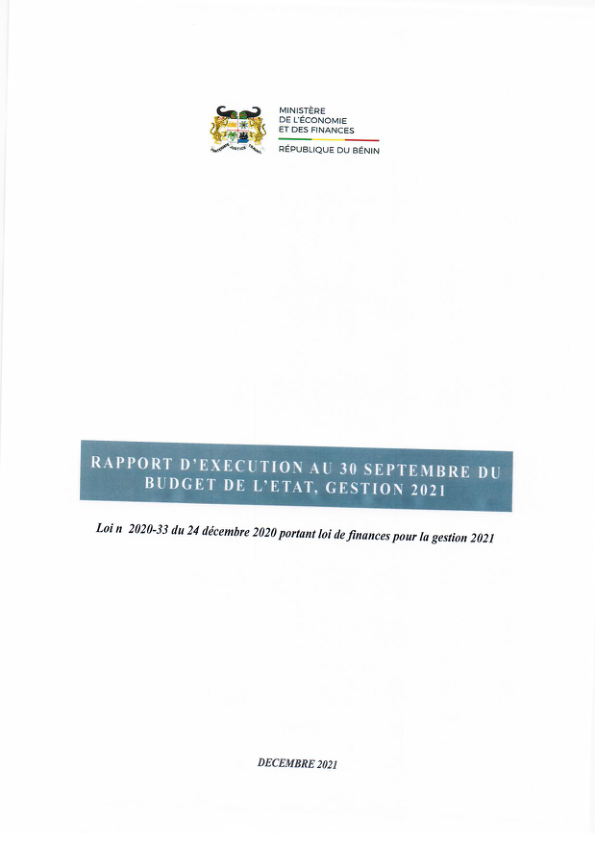 MINISTÈRE
DE L'ÉCONOMIE
ET DES FINANCES
RÉPUBLIQUE DU BÉNIN
JUSTICE
RAPPORT D'EXECUTION AU 30 SEPTEMBRE DU
BUDGET DE L'ETAT, GESTION 2021
Loi n 2020-33 du 24 décembre 2020 portant loi de finances pour la gestion 2021
DECEMBRE 2021